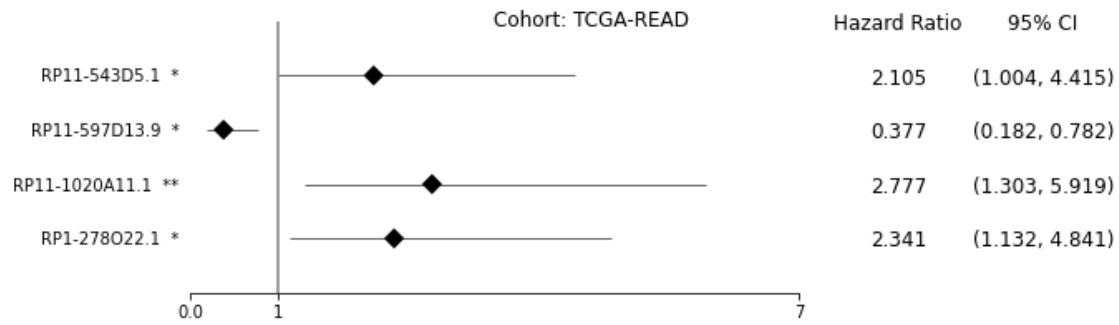 Cohort: TCGA-READ Hazard Ratio 95% CI
RP11-543D5.1 * 2.105 (1.004, 4.415)
RP11-597D13.9 * 0.377 (0.182, 0.782)
RP11-1020A11.1 ** 2.777 (1.303, 5.919)
RP1-278O22.1 * 2.341 (1.132, 4.841)
0.0 1 7